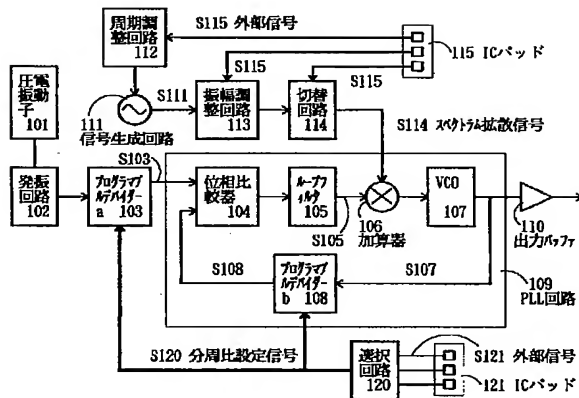 周期調
整回路
112
S115 外部信号
115 ICパッド
圧電
振動
子
101
S111
S115
S115
111
信号生成回路
振幅調
整回路
113
切替
回路
114
S114 スペクトラム拡散信号
S103
発振
回路
102
プログラマブ
ルデバイダー
a 103
位相比
較器
104
ループフ
ィルタ
105
S105
106
加算器
VCO
107
110
出力バッファ
S108
プログラマブ
ルデバイダー
b 108
S107
109
PLL回路
S120 分周比設定信号
選択
回路
120
S121 外部信号
121 ICパッド